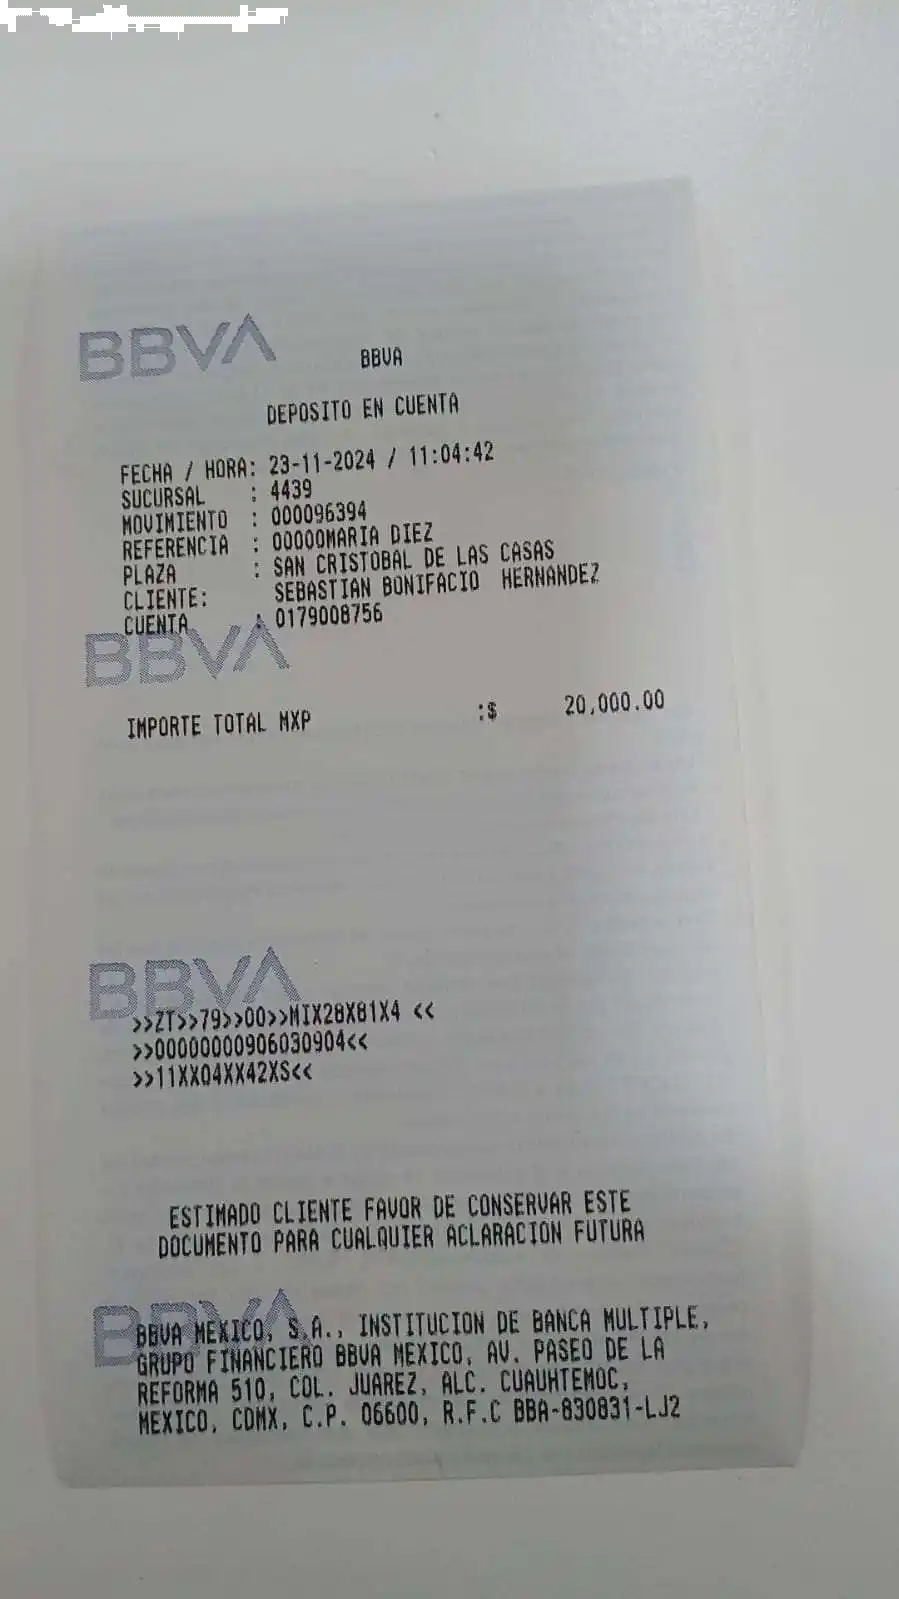 BBVA
BBVA
DEPOSITO EN CUENTA
FECHA / HORA: 23-11-2024 / 11:04:42
SUCURSAL : 4439
MOVIMIENTO : 000096394
REFERENCIA : 00000MARIA DIEZ
PLAZA : SAN CRISTOBAL DE LAS CASAS
CLIENTE: SEBASTIAN BONIFACIO HERNANDEZ
CUENTA : 0179008756
BBVA
IMPORTE TOTAL MXP :$ 20,000.00
BBVA
>>ZT>>79>>00>>MIX28X81X4 <<
>>00000000906030904<<
>>11XX04XX42XS<<
ESTIMADO CLIENTE FAVOR DE CONSERVAR ESTE
DOCUMENTO PARA CUALQUIER ACLARACION FUTURA
BBVA
BBVA MEXICO, S.A., INSTITUCION DE BANCA MULTIPLE,
GRUPO FINANCIERO BBVA MEXICO, AV. PASEO DE LA
REFORMA 510, COL. JUAREZ, ALC. CUAUHTEMOC,
MEXICO, CDMX, C.P. 06600, R.F.C BBA-830831-LJ2